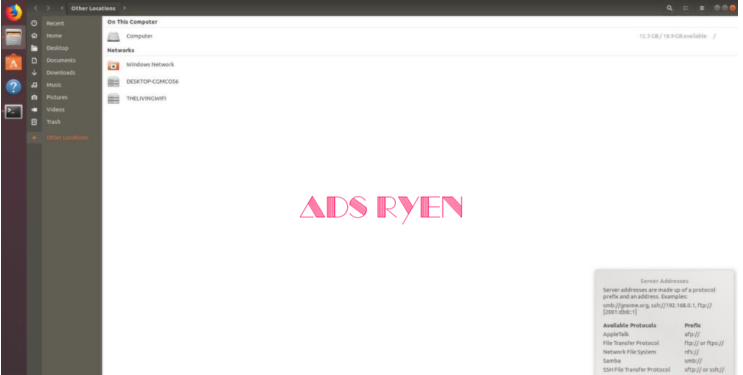 Other Locations
Recent
Home
Desktop
Documents
Downloads
Music
Pictures
Videos
Trash
Other Locations
On This Computer
Computer
12.3 GB / 18.9 GB available /
Networks
Windows Network
DESKTOP-CGMCO56
THELIVINGWIFI
ADS RYEN
Server Addresses
Server addresses are made up of a protocol
prefix and an address. Examples:
smb://gnome.org, ssh://192.168.0.1, ftp://
[2001:db8::1]
Available Protocols Prefix
AppleTalk afp://
File Transfer Protocol ftp:// or ftps://
Network File System nfs://
Samba smb://
SSH File Transfer Protocol sftp:// or ssh://